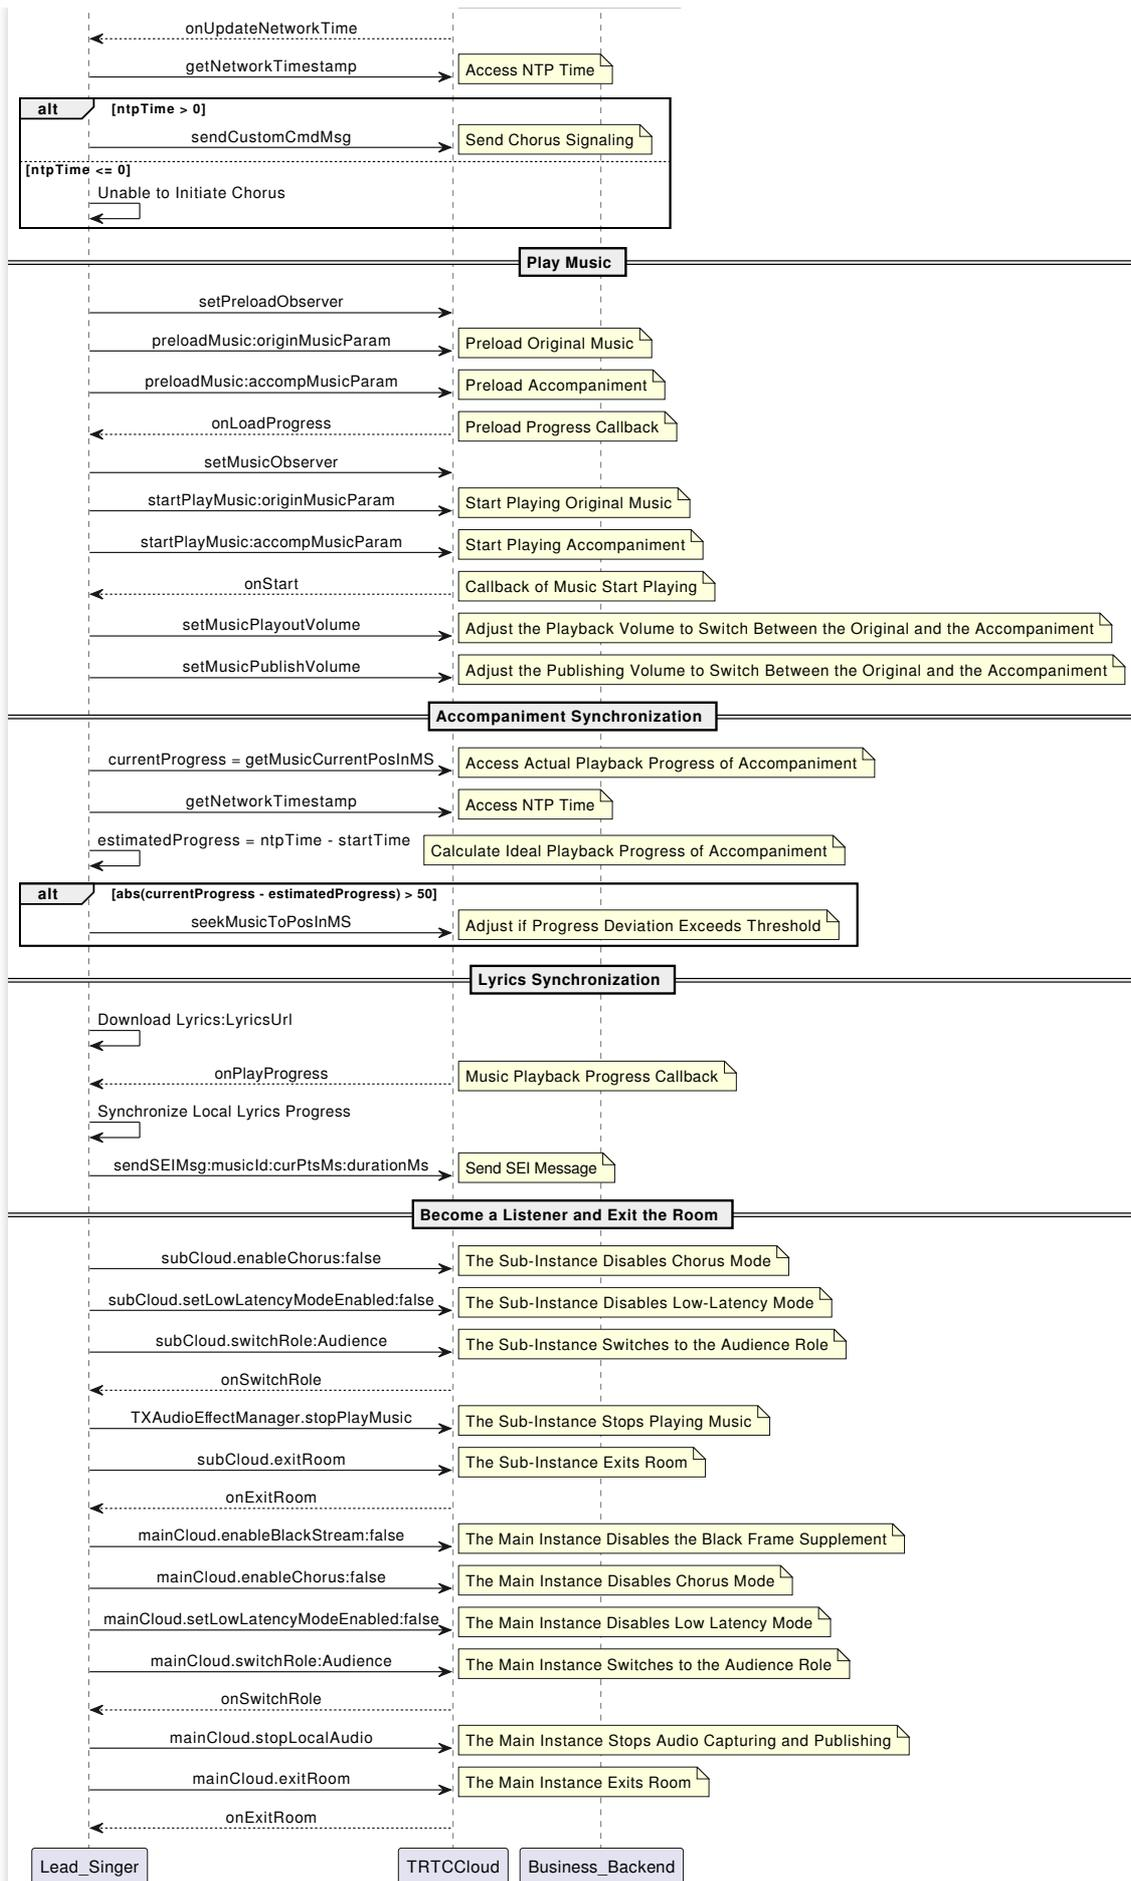 onUpdateNetworkTime
getNetworkTimestamp
Access NTP Time
alt
[ntpTime > 0]
sendCustomCmdMsg
Send Chorus Signaling
[ntpTime <= 0]
Unable to Initiate Chorus
Play Music
setPreloadObserver
preloadMusic:originMusicParam
Preload Original Music
preloadMusic:accompMusicParam
Preload Accompaniment
onLoadProgress
Preload Progress Callback
setMusicObserver
startPlayMusic:originMusicParam
Start Playing Original Music
startPlayMusic:accompMusicParam
Start Playing Accompaniment
onStart
Callback of Music Start Playing
setMusicPlayoutVolume
Adjust the Playback Volume to Switch Between the Original and the Accompaniment
setMusicPublishVolume
Adjust the Publishing Volume to Switch Between the Original and the Accompaniment
Accompaniment Synchronization
currentProgress = getMusicCurrentPosInMS
Access Actual Playback Progress of Accompaniment
getNetworkTimestamp
Access NTP Time
estimatedProgress = ntpTime - startTime
Calculate Ideal Playback Progress of Accompaniment
alt
[abs(currentProgress - estimatedProgress) > 50]
seekMusicToPosInMS
Adjust if Progress Deviation Exceeds Threshold
Lyrics Synchronization
Download Lyrics:LyricsUrl
onPlayProgress
Music Playback Progress Callback
Synchronize Local Lyrics Progress
sendSEIMsg:musicId:curPtsMs:durationMs
Send SEI Message
Become a Listener and Exit the Room
subCloud.enableChorus:false
The Sub-Instance Disables Chorus Mode
subCloud.setLowLatencyModeEnabled:false
The Sub-Instance Disables Low-Latency Mode
subCloud.switchRole:Audience
The Sub-Instance Switches to the Audience Role
onSwitchRole
TXAudioEffectManager.stopPlayMusic
The Sub-Instance Stops Playing Music
subCloud.exitRoom
The Sub-Instance Exits Room
onExitRoom
mainCloud.enableBlackStream:false
The Main Instance Disables the Black Frame Supplement
mainCloud.enableChorus:false
The Main Instance Disables Chorus Mode
mainCloud.setLowLatencyModeEnabled:false
The Main Instance Disables Low Latency Mode
mainCloud.switchRole:Audience
The Main Instance Switches to the Audience Role
onSwitchRole
mainCloud.stopLocalAudio
The Main Instance Stops Audio Capturing and Publishing
mainCloud.exitRoom
The Main Instance Exits Room
onExitRoom
Lead_Singer
TRTCCloud
Business_Backend